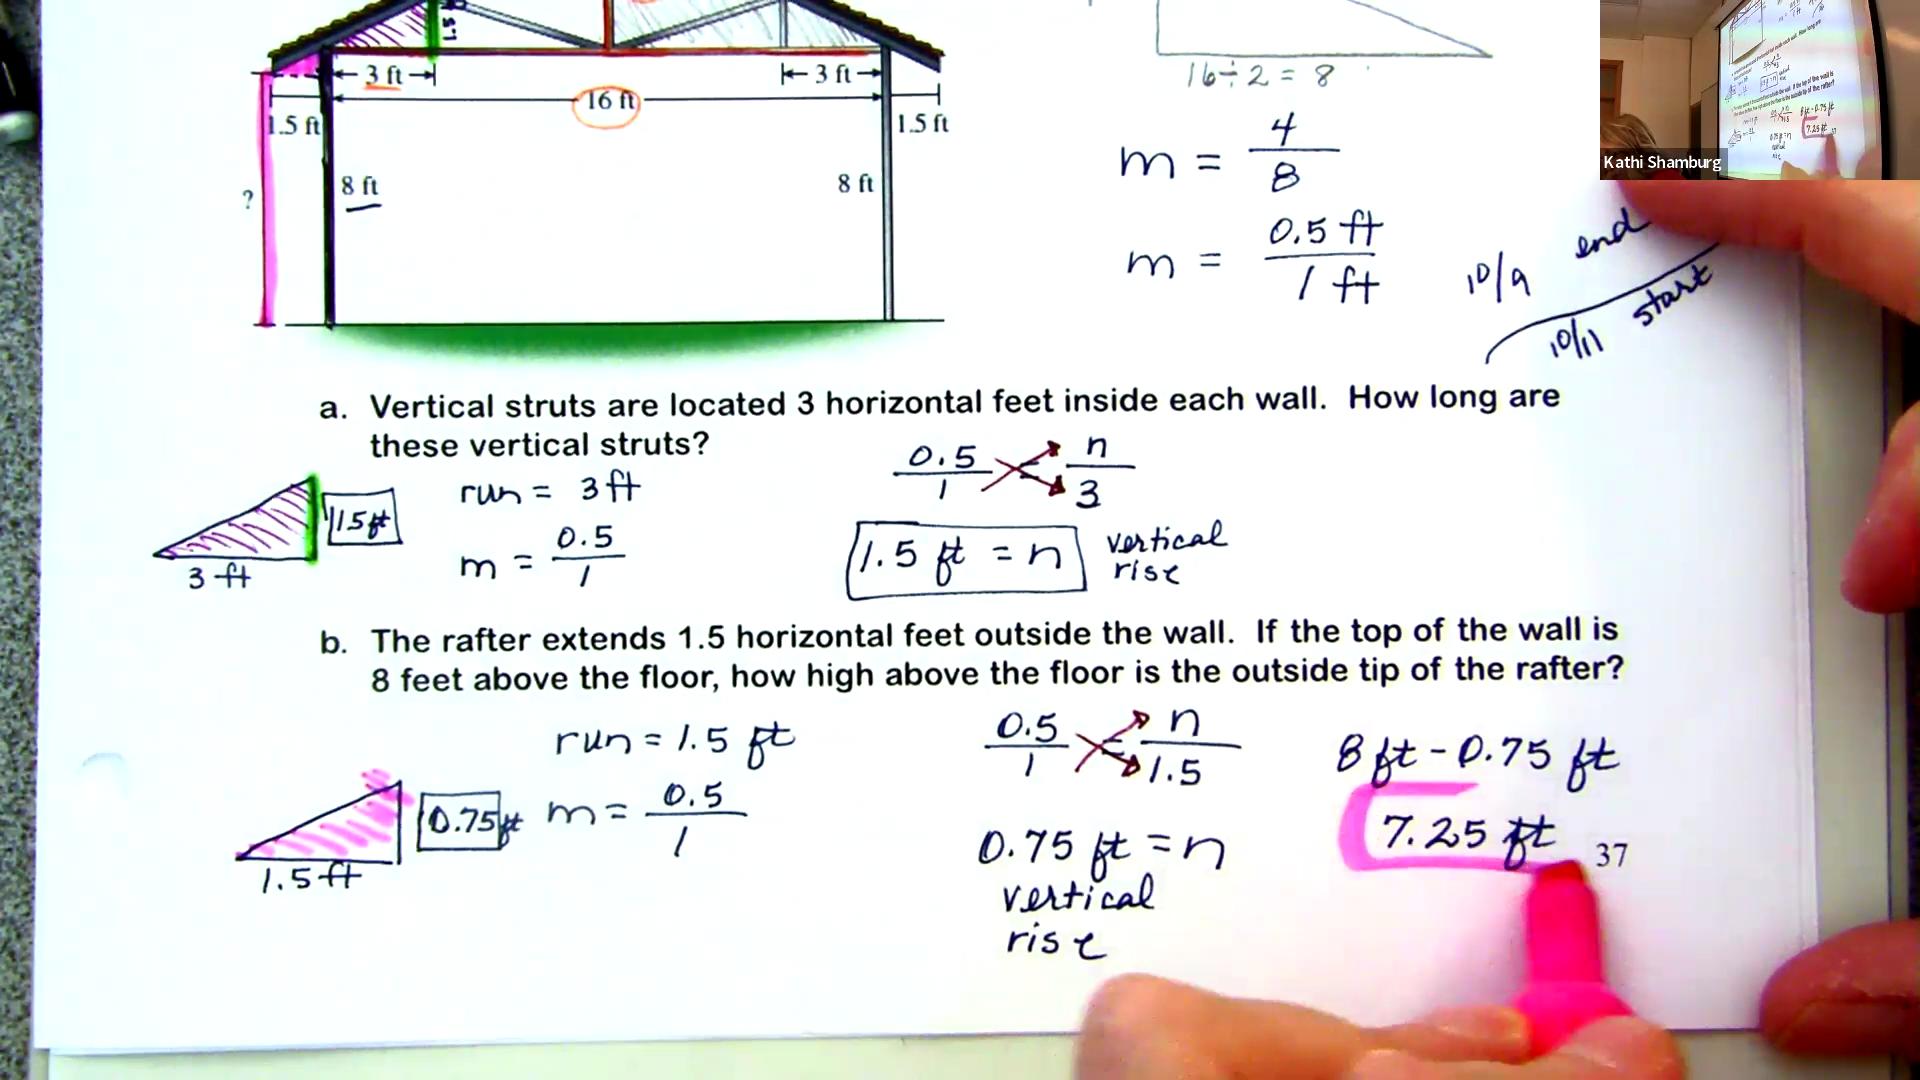 1.5
3 ft
3 ft
16 ft
1.5 ft
1.5 ft
?
8 ft
8 ft
16 ÷ 2 = 8
m = 4/8
m = 0.5 ft/1 ft
10/9 end
10/11 start
Kathi Shamburg
a. Vertical struts are located 3 horizontal feet inside each wall. How long are
these vertical struts?
3 ft
1.5 ft
run = 3 ft
m = 0.5/1
0.5/1 n/3
1.5 ft = n
vertical
rise
b. The rafter extends 1.5 horizontal feet outside the wall. If the top of the wall is
8 feet above the floor, how high above the floor is the outside tip of the rafter?
1.5 ft
0.75 ft
run = 1.5 ft
m = 0.5/1
0.5/1 n/1.5
0.75 ft = n
vertical
rise
8 ft - 0.75 ft
7.25 ft
37